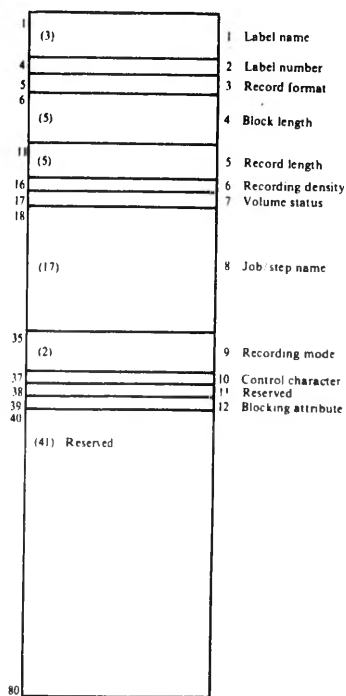 1
(3) 1 Label name
4 2 Label number
5 3 Record format
6
(5) 4 Block length
11
(5) 5 Record length
16 6 Recording density
17 7 Volume status
18
(17) 8 Job/step name
35
(2) 9 Recording mode
37 10 Control character
38 11 Reserved
39 12 Blocking attribute
40
(41) Reserved
80